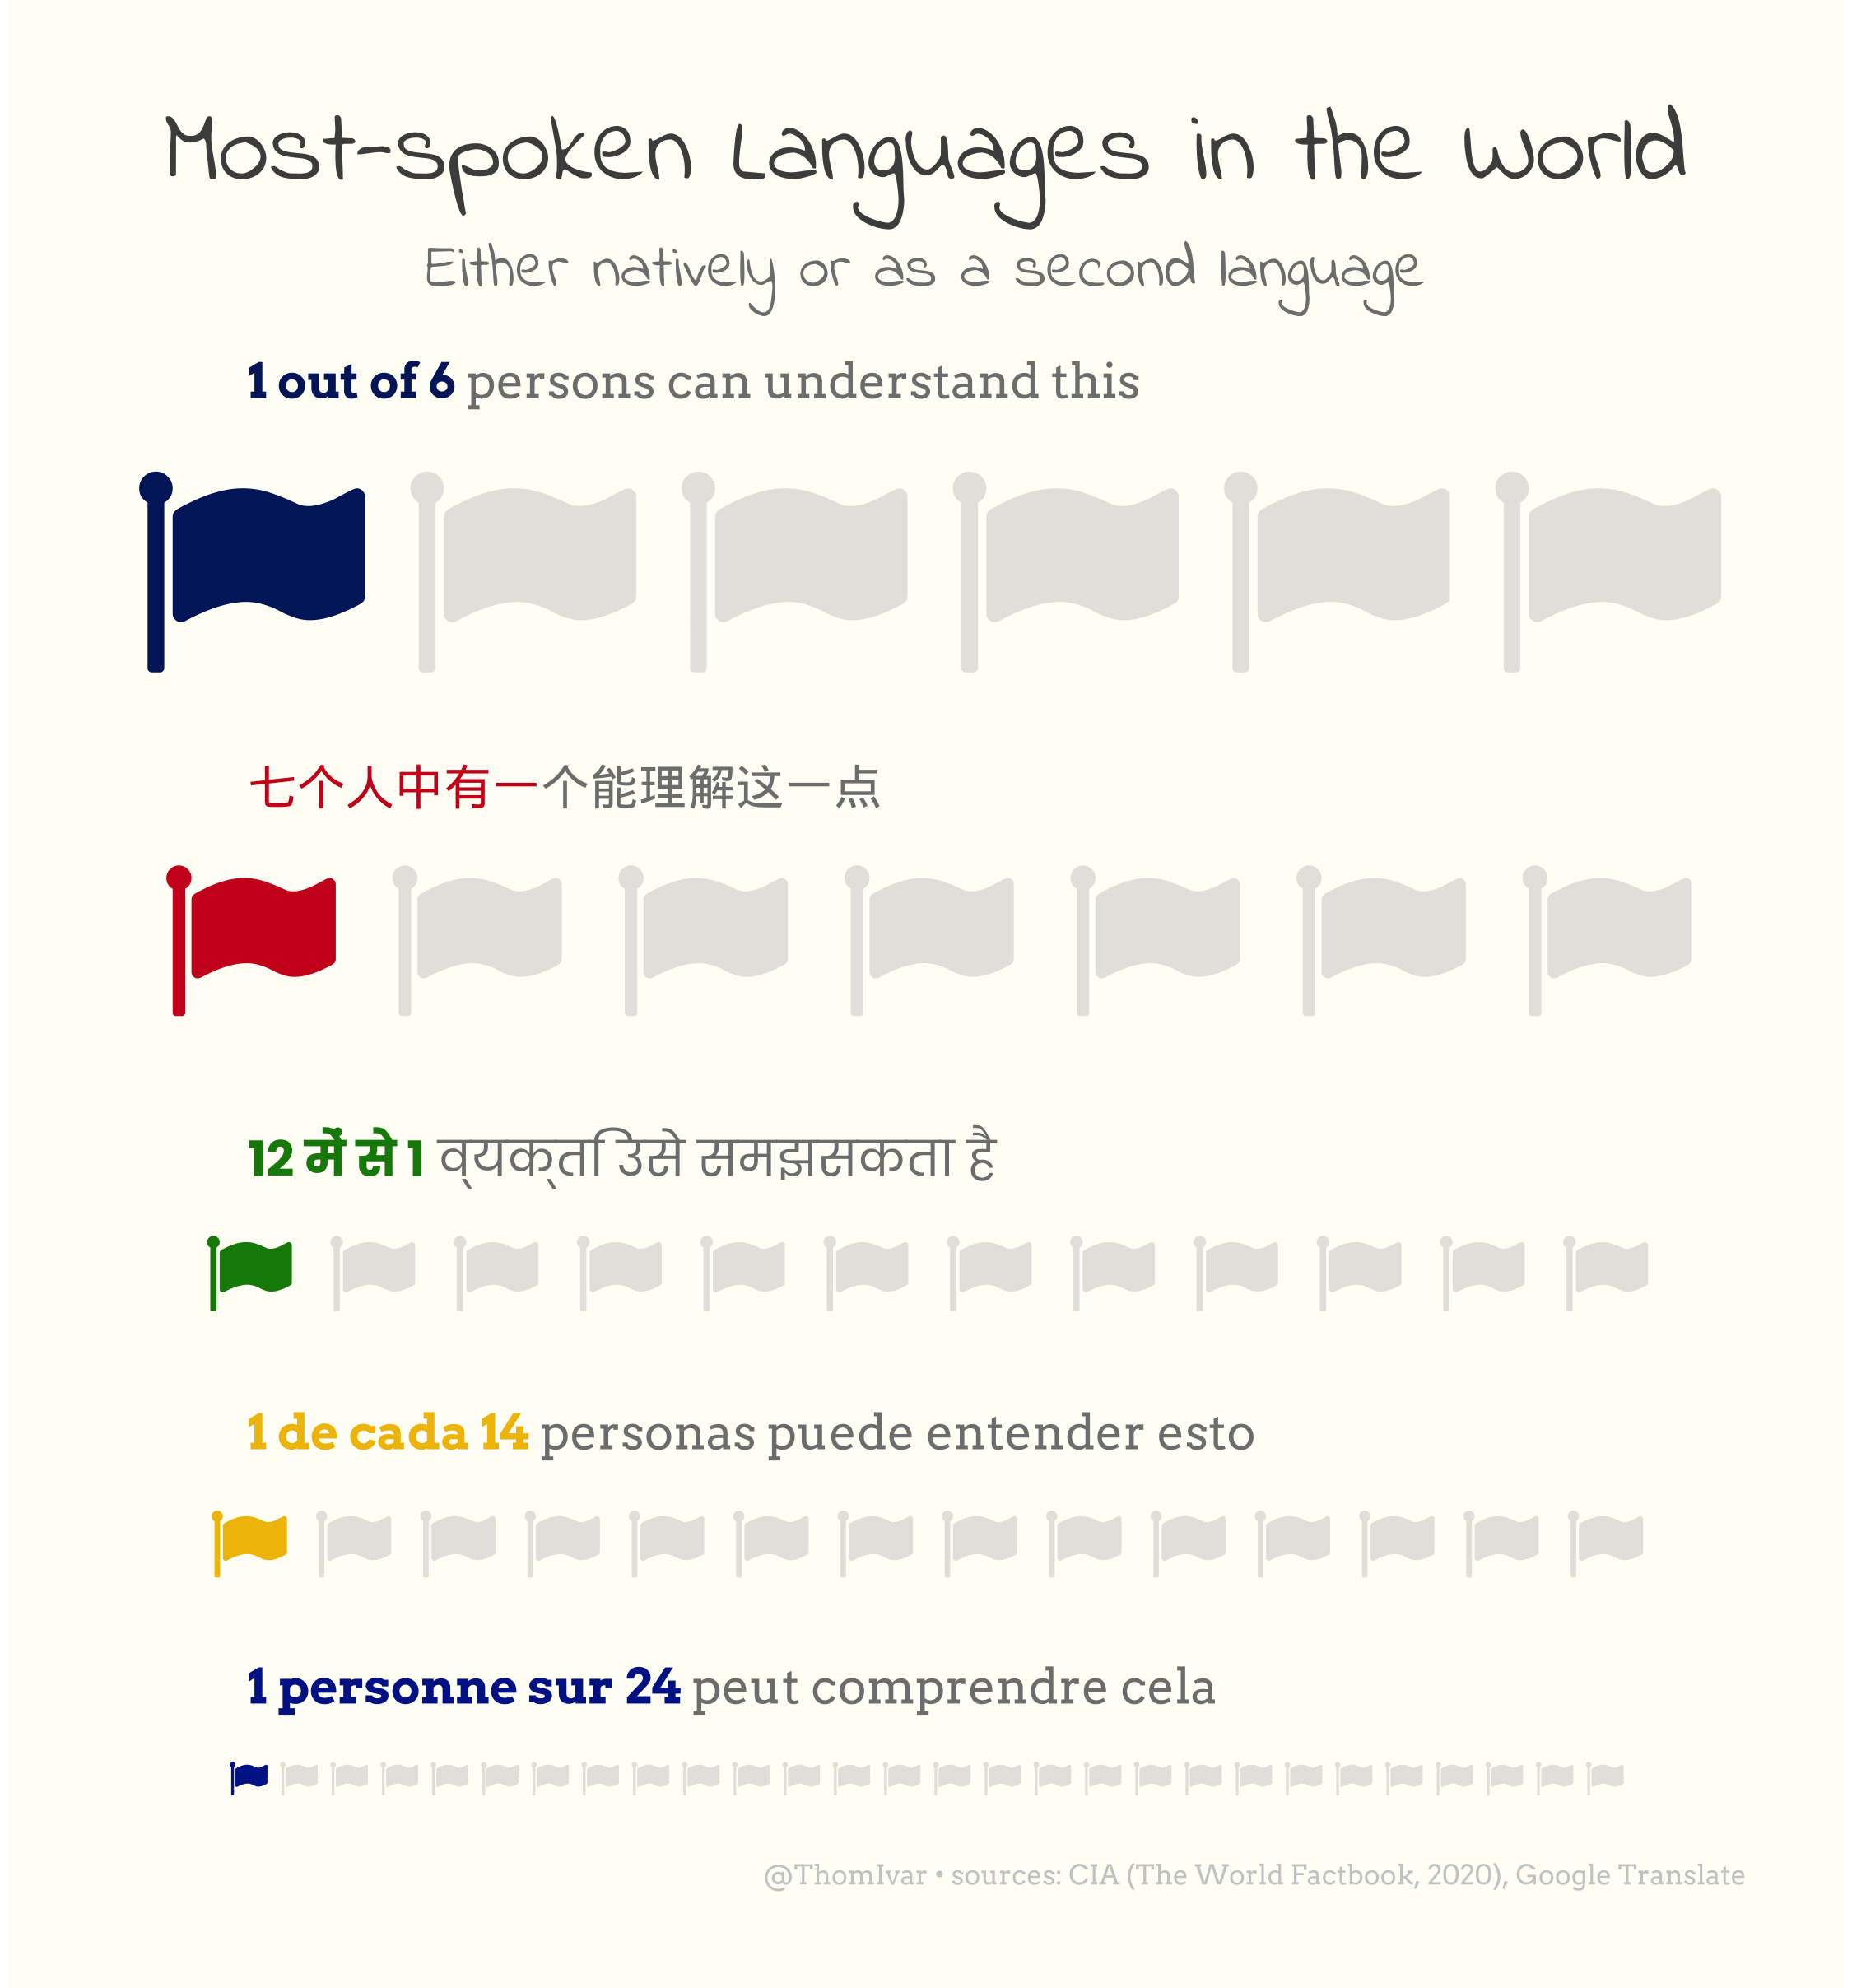 Most-spoken Languages in the world
Either natively or as a second language
1 out of 6 persons can understand this
七个人中有一个能理解这一点
12 में से 1 व्यक्तिउसे समझसकता है
1 de cada 14 personas puede entender esto
1 personne sur 24 peut comprendre cela
@ThomIvar • sources: CIA (The World Factbook, 2020), Google Translate